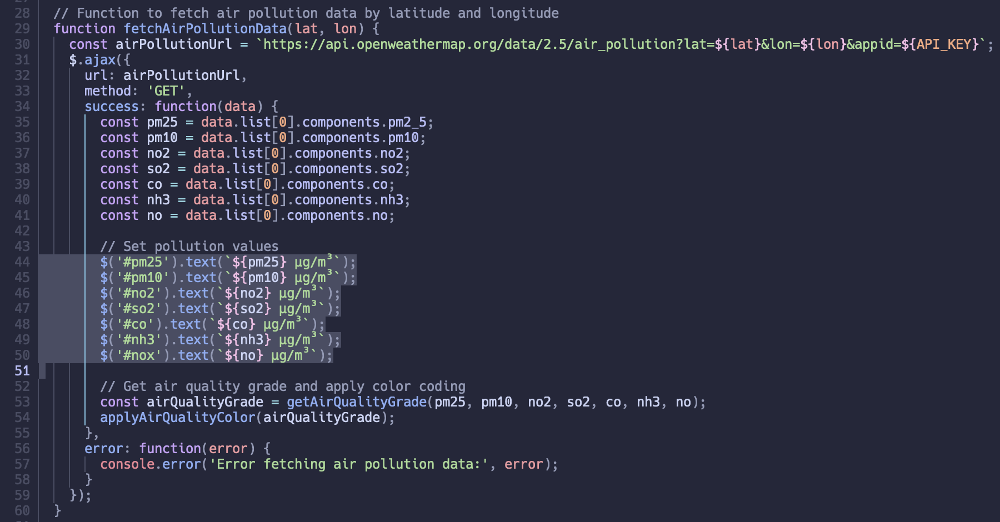 28 // Function to fetch air pollution data by latitude and longitude
29 function fetchAirPollutionData(lat, lon) {
30 const airPollutionUrl = `https://api.openweathermap.org/data/2.5/air_pollution?lat=${lat}&lon=${lon}&appid=${API_KEY}`;
31 $.ajax({
32 url: airPollutionUrl,
33 method: 'GET',
34 success: function(data) {
35 const pm25 = data.list[0].components.pm2_5;
36 const pm10 = data.list[0].components.pm10;
37 const no2 = data.list[0].components.no2;
38 const so2 = data.list[0].components.so2;
39 const co = data.list[0].components.co;
40 const nh3 = data.list[0].components.nh3;
41 const no = data.list[0].components.no;
42
43 // Set pollution values
44 $('#pm25').text(`${pm25} µg/m³`);
45 $('#pm10').text(`${pm10} µg/m³`);
46 $('#no2').text(`${no2} µg/m³`);
47 $('#so2').text(`${so2} µg/m³`);
48 $('#co').text(`${co} µg/m³`);
49 $('#nh3').text(`${nh3} µg/m³`);
50 $('#nox').text(`${no} µg/m³`);
51
52 // Get air quality grade and apply color coding
53 const airQualityGrade = getAirQualityGrade(pm25, pm10, no2, so2, co, nh3, no);
54 applyAirQualityColor(airQualityGrade);
55 },
56 error: function(error) {
57 console.error('Error fetching air pollution data:', error);
58 }
59 });
60 }